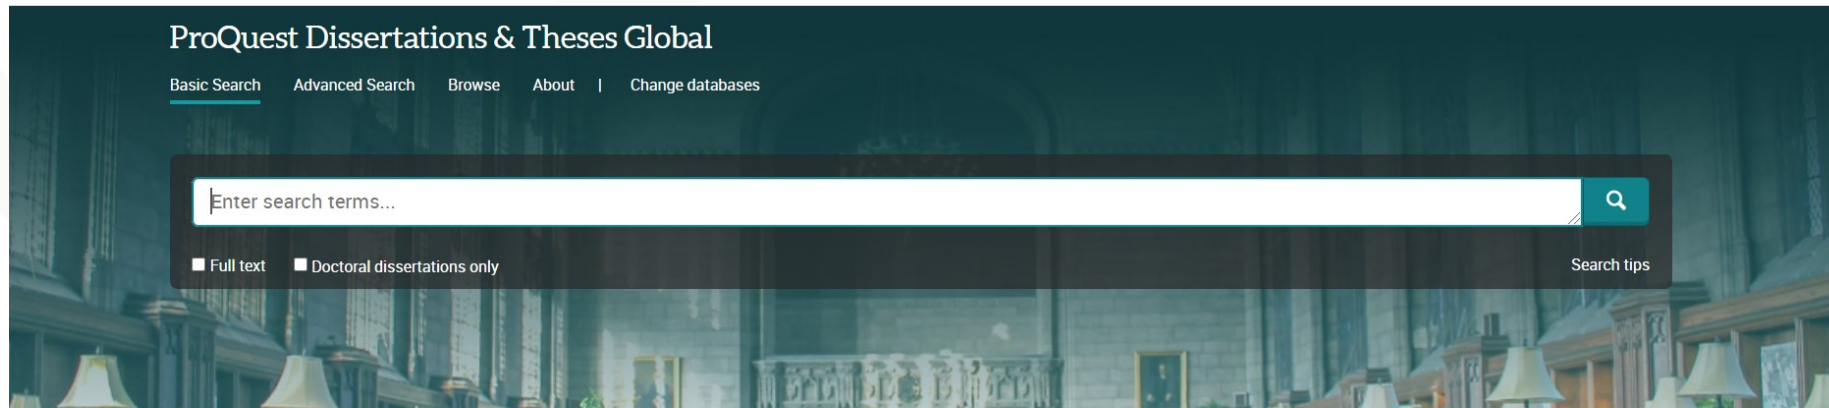 ProQuest Dissertations & Theses Global
Basic Search Advanced Search Browse About | Change databases
Enter search terms...
Full text Doctoral dissertations only Search tips